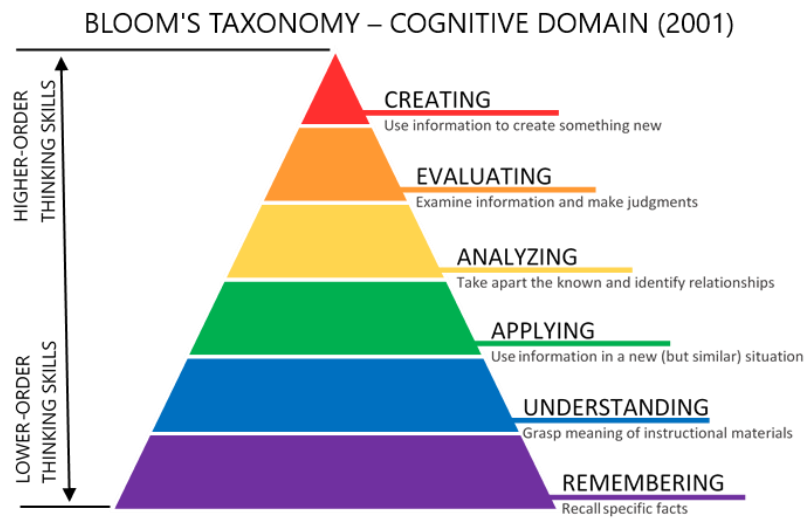 BLOOM'S TAXONOMY – COGNITIVE DOMAIN (2001)
HIGHER-ORDER
THINKING SKILLS
LOWER-ORDER
THINKING SKILLS
CREATING
Use information to create something new
EVALUATING
Examine information and make judgments
ANALYZING
Take apart the known and identify relationships
APPLYING
Use information in a new (but similar) situation
UNDERSTANDING
Grasp meaning of instructional materials
REMEMBERING
Recall specific facts